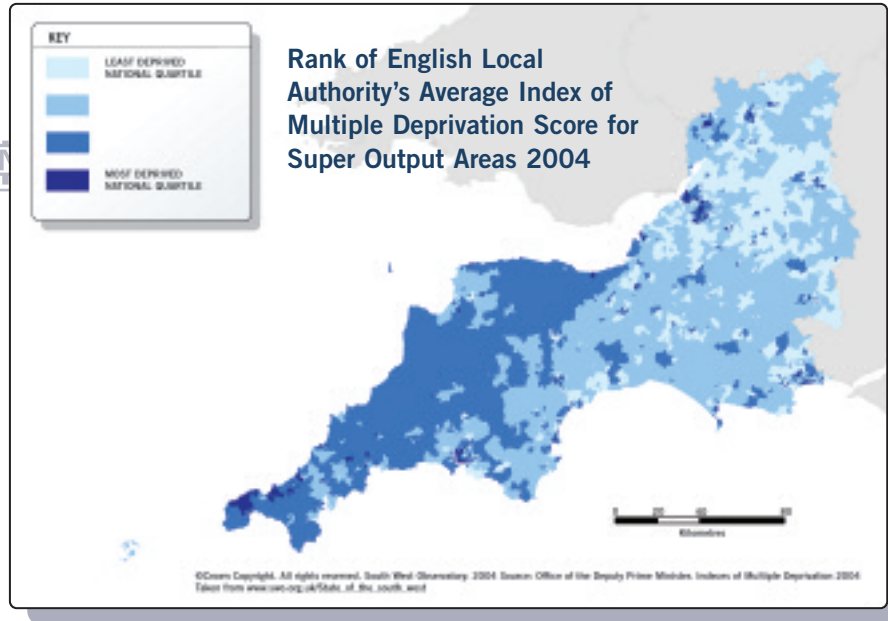 KEY
LEAST DEPRIVED
NATIONAL QUARTILE
MOST DEPRIVED
NATIONAL QUARTILE
Rank of English Local
Authority's Average Index of
Multiple Deprivation Score for
Super Output Areas 2004
0 20 40 80
Kilometres
©Crown Copyright. All rights reserved. South West Observatory. 2004 Source: Office of the Deputy Prime Minister. Indexes of Multiple Deprivation 2004
Taken from www.swo.org.uk/State_of_the_south_west